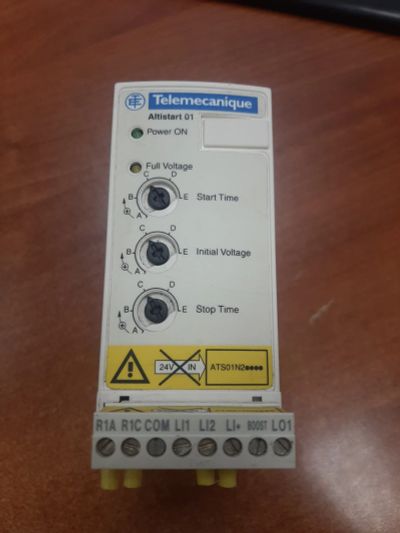 Telemecanique
Altistart 01
Power ON
Full Voltage
A B C D E Start Time
A B C D E Initial Voltage
A B C D E Stop Time
24V IN ATS01N2●●●●
R1A R1C COM LI1 LI2 LI+ BOOST LO1